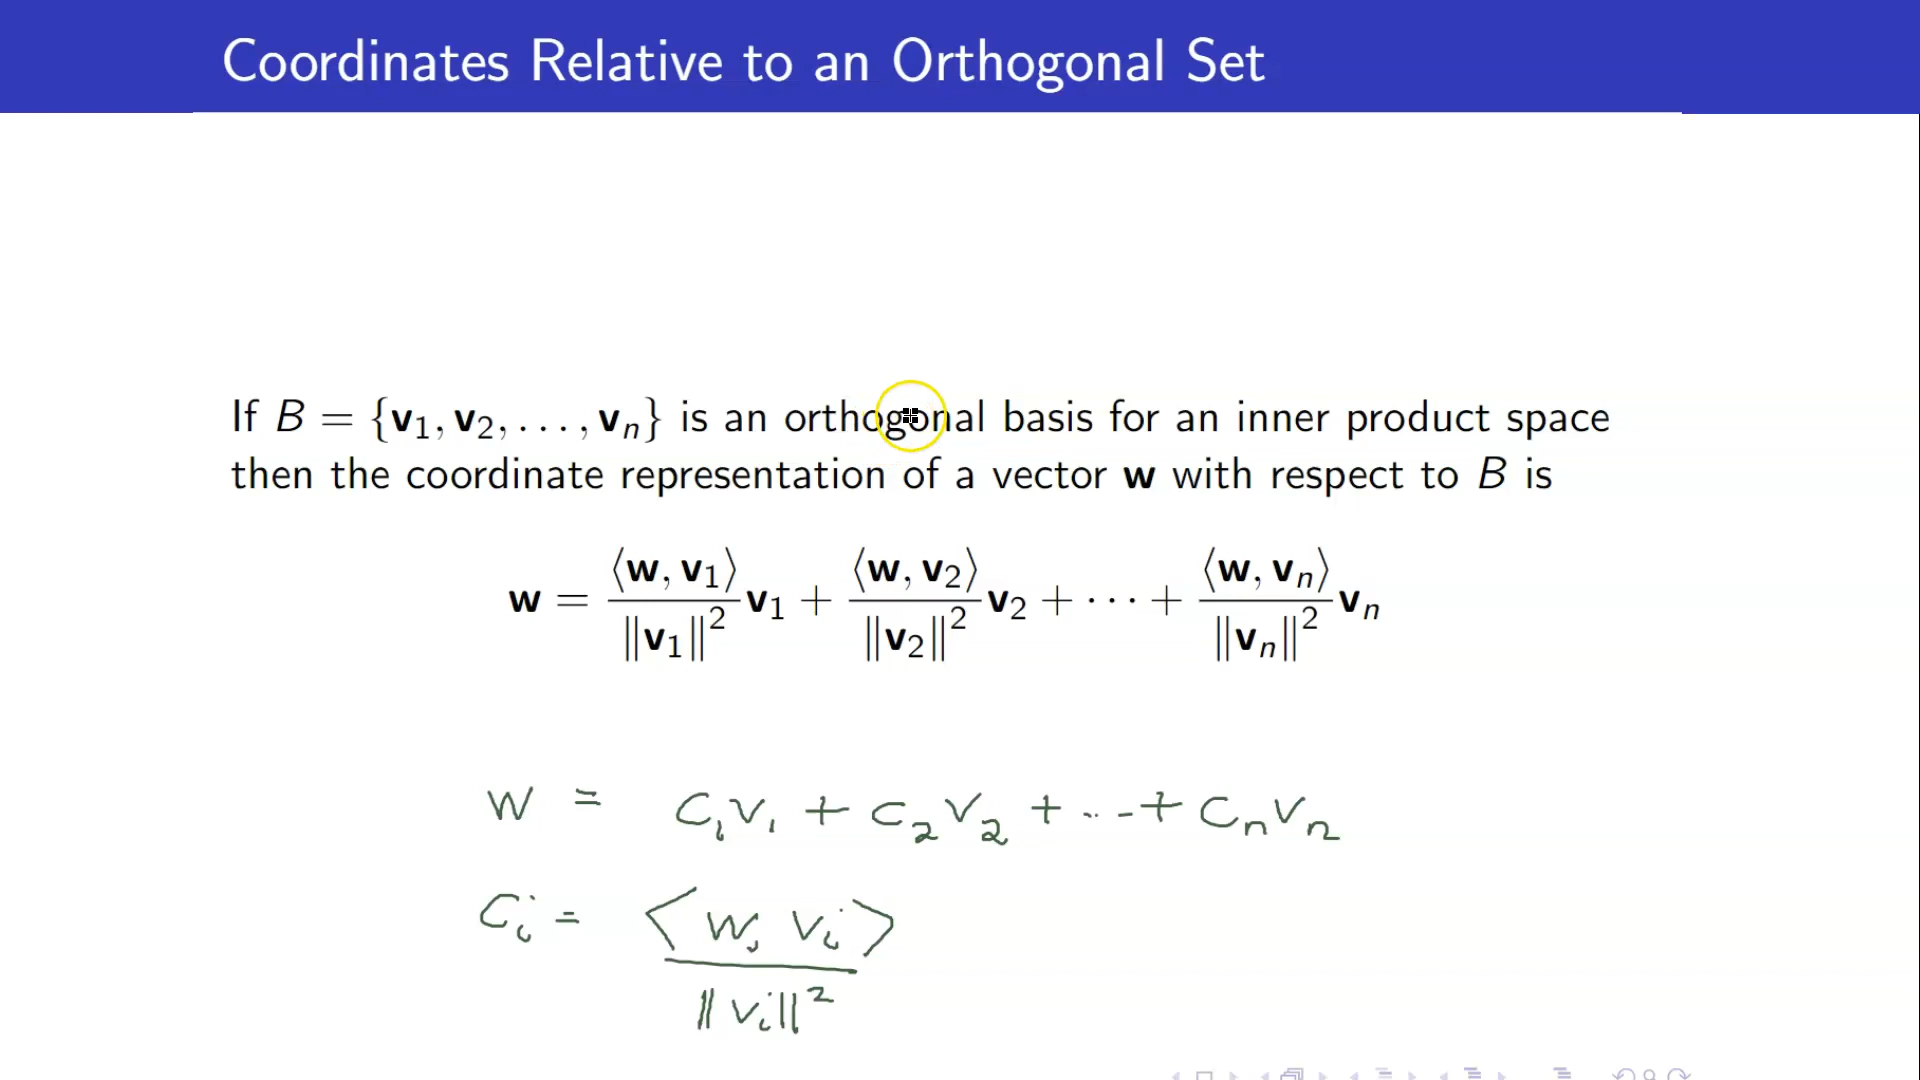 Coordinates Relative to an Orthogonal Set
If B = {v₁, v₂, . . . , vₙ} is an orthogonal basis for an inner product space
then the coordinate representation of a vector w with respect to B is
w = ⟨w, v₁⟩/‖v₁‖² v₁ + ⟨w, v₂⟩/‖v₂‖² v₂ + · · · + ⟨w, vₙ⟩/‖vₙ‖² vₙ
w = c₁v₁ + c₂v₂ + ... + cₙvₙ
cᵢ = ⟨w, vᵢ⟩/‖vᵢ‖²